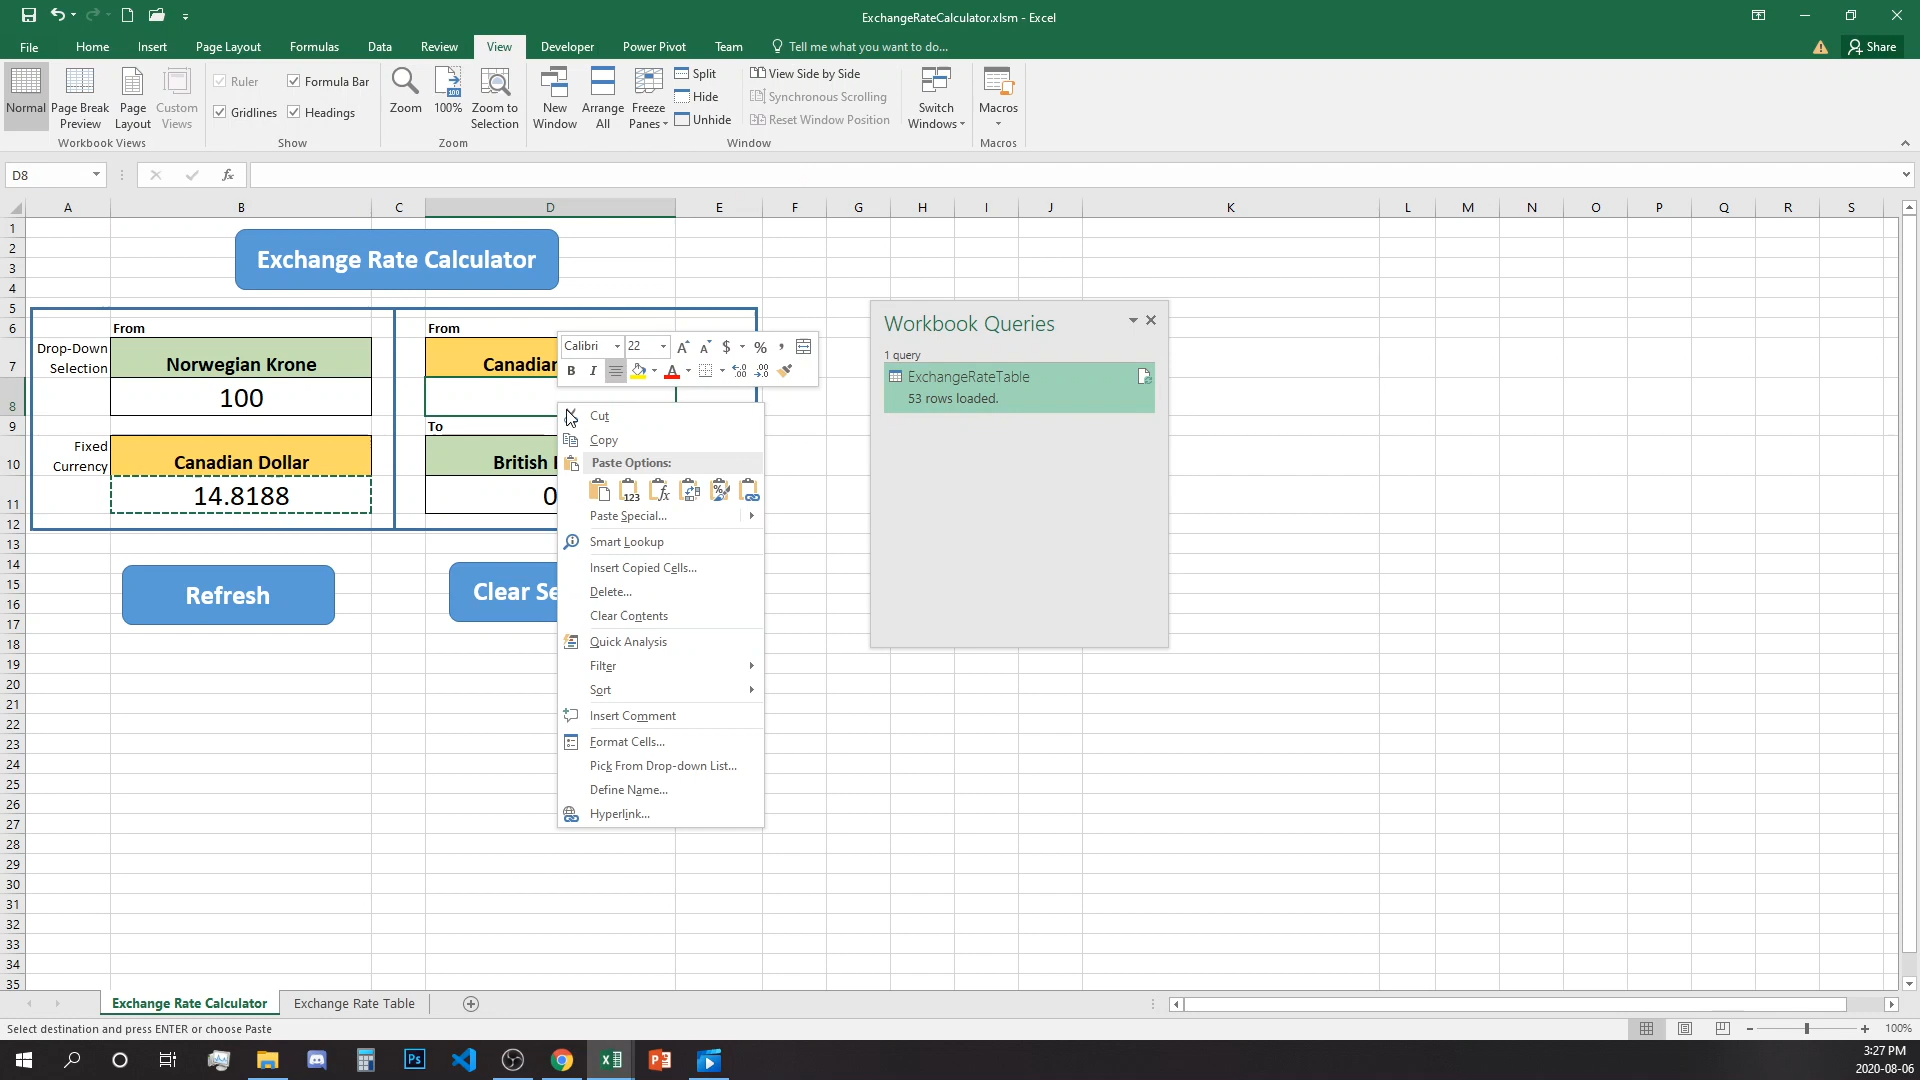 ExchangeRateCalculator.xlsm - Excel
File Home Insert Page Layout Formulas Data Review View Developer Power Pivot Team Tell me what you want to do... Share
Normal
Page Break Preview
Page Layout
Custom Views
Workbook Views
Ruler
Formula Bar
Gridlines
Headings
Show
Zoom
100%
Zoom to Selection
Zoom
New Window
Arrange All
Freeze Panes
Split
Hide
Unhide
View Side by Side
Synchronous Scrolling
Reset Window Position
Window
Switch Windows
Macros
Macros
D8
fx
A B C D E F G H I J K L M N O P Q R S
1
2
3
4
5
6
7
8
9
10
11
12
13
14
15
16
17
18
19
20
21
22
23
24
25
26
27
28
29
30
31
32
33
34
35
Exchange Rate Calculator
From
Drop-Down Selection
Norwegian Krone
100
Fixed Currency
Canadian Dollar
14.8188
From
Canadian
To
British
0
Refresh
Clear Se
Calibri 22
$ % ,
B I A
Cut
Copy
Paste Options:
123
fx
%
Paste Special...
Smart Lookup
Insert Copied Cells...
Delete...
Clear Contents
Quick Analysis
Filter
Sort
Insert Comment
Format Cells...
Pick From Drop-down List...
Define Name...
Hyperlink...
Workbook Queries
1 query
ExchangeRateTable
53 rows loaded.
Exchange Rate Calculator Exchange Rate Table
Select destination and press ENTER or choose Paste
100%
Ps
3:27 PM
2020-08-06